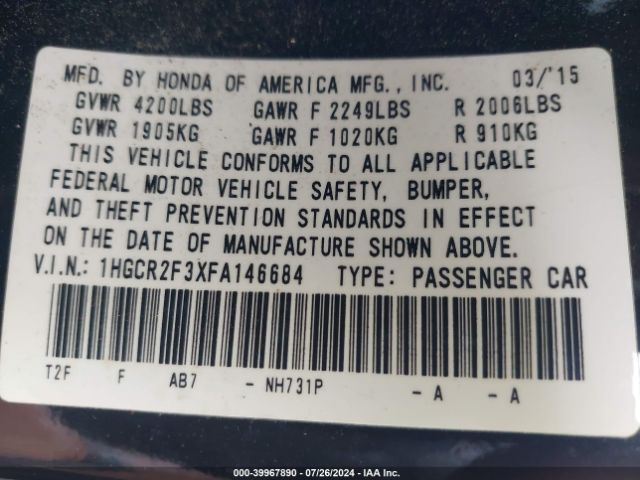 MFD. BY HONDA OF AMERICA MFG., INC. 03/'15
GVWR 4200LBS GAWR F 2249LBS R 2006LBS
GVWR 1905KG GAWR F 1020KG R 910KG
THIS VEHICLE CONFORMS TO ALL APPLICABLE
FEDERAL MOTOR VEHICLE SAFETY, BUMPER,
AND THEFT PREVENTION STANDARDS IN EFFECT
ON THE DATE OF MANUFACTURE SHOWN ABOVE.
V.I.N.: 1HGCR2F3XFA146684 TYPE: PASSENGER CAR
T2F F AB7 - NH731P - A - A
000-39967890 - 07/26/2024 - IAA Inc.